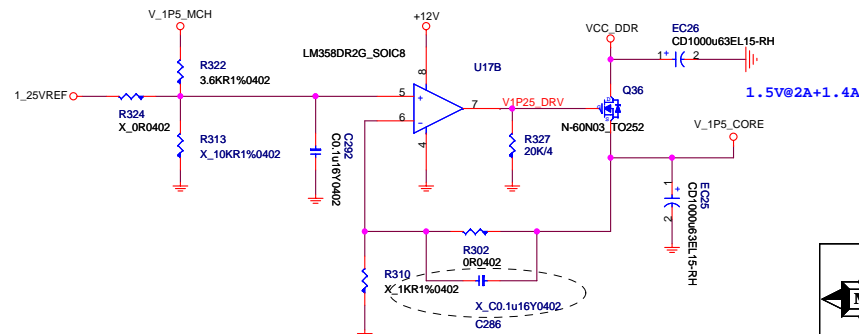 V_1P5_MCH
+12V
VCC_DDR
EC26
CD1000u63EL15-RH
1 + 2
R322
3.6KR1%0402
LM358DR2G_SOIC8
U17B
8
1_25VREF
5
+
7
V1P25_DRV
Q36
1.5V@2A+1.4A
R324
X_0R0402
6
-
4
N-60N03_TO252
V_1P5_CORE
R313
X_10KR1%0402
C292
C0.1u16Y0402
R327
20K/4
1
+
2
EC25
CD1000u63EL15-RH
R302
0R0402
R310
X_1KR1%0402
X_C0.1u16Y0402
C286